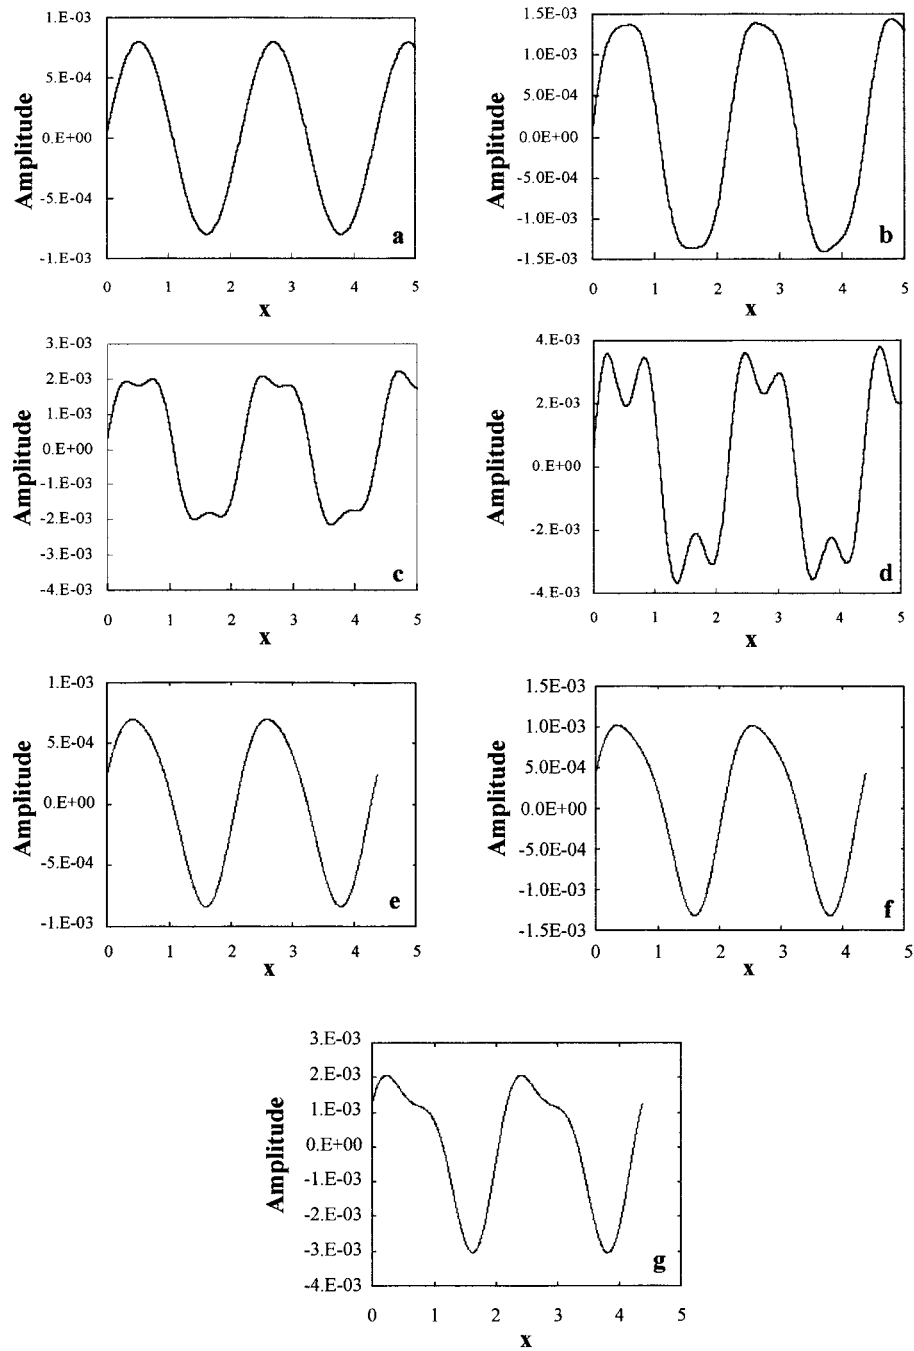 1.E-03
5.E-04
0.E+00
-5.E-04
-1.E-03
Amplitude
0 1 2 3 4 5
x
a
1.5E-03
1.0E-03
5.0E-04
0.0E+00
-5.0E-04
-1.0E-03
-1.5E-03
Amplitude
0 1 2 3 4 5
x
b
3.E-03
2.E-03
1.E-03
0.E+00
-1.E-03
-2.E-03
-3.E-03
-4.E-03
Amplitude
0 1 2 3 4 5
x
c
4.E-03
2.E-03
0.E+00
-2.E-03
-4.E-03
Amplitude
0 1 2 3 4 5
x
d
1.E-03
5.E-04
0.E+00
-5.E-04
-1.E-03
Amplitude
0 1 2 3 4 5
x
e
1.5E-03
1.0E-03
5.0E-04
0.0E+00
-5.0E-04
-1.0E-03
-1.5E-03
Amplitude
0 1 2 3 4 5
x
f
3.E-03
2.E-03
1.E-03
0.E+00
-1.E-03
-2.E-03
-3.E-03
-4.E-03
Amplitude
0 1 2 3 4 5
x
g